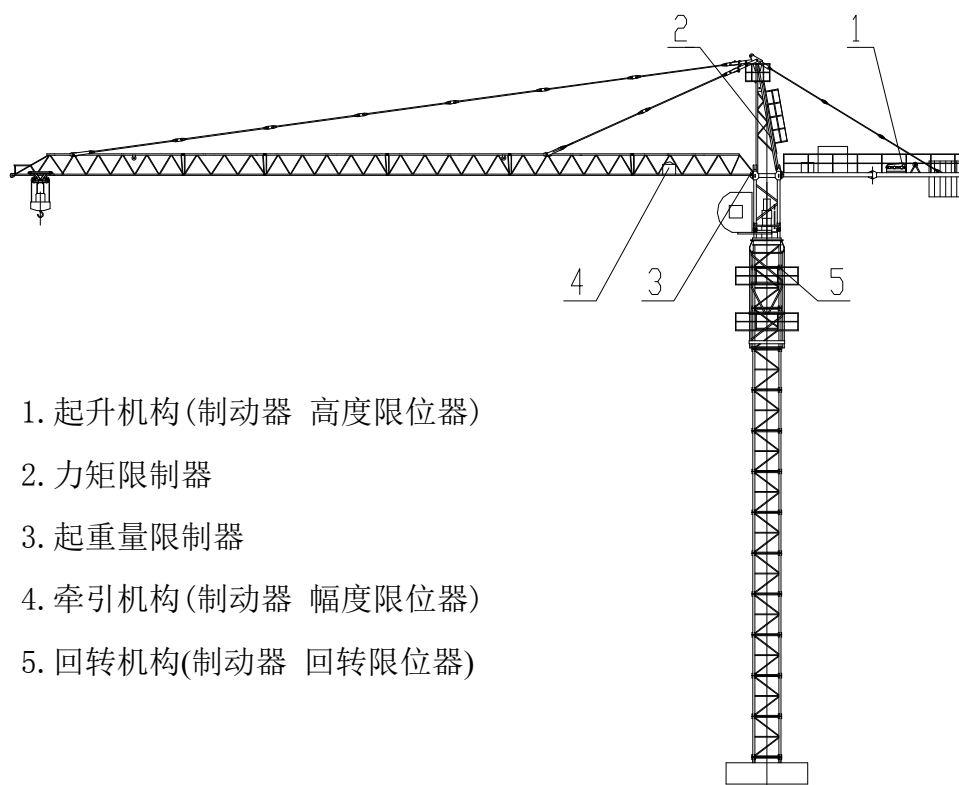 2
1
4
3
5
1.起升机构(制动器 高度限位器)
2.力矩限制器
3.起重量限制器
4.牵引机构(制动器 幅度限位器)
5.回转机构(制动器 回转限位器)